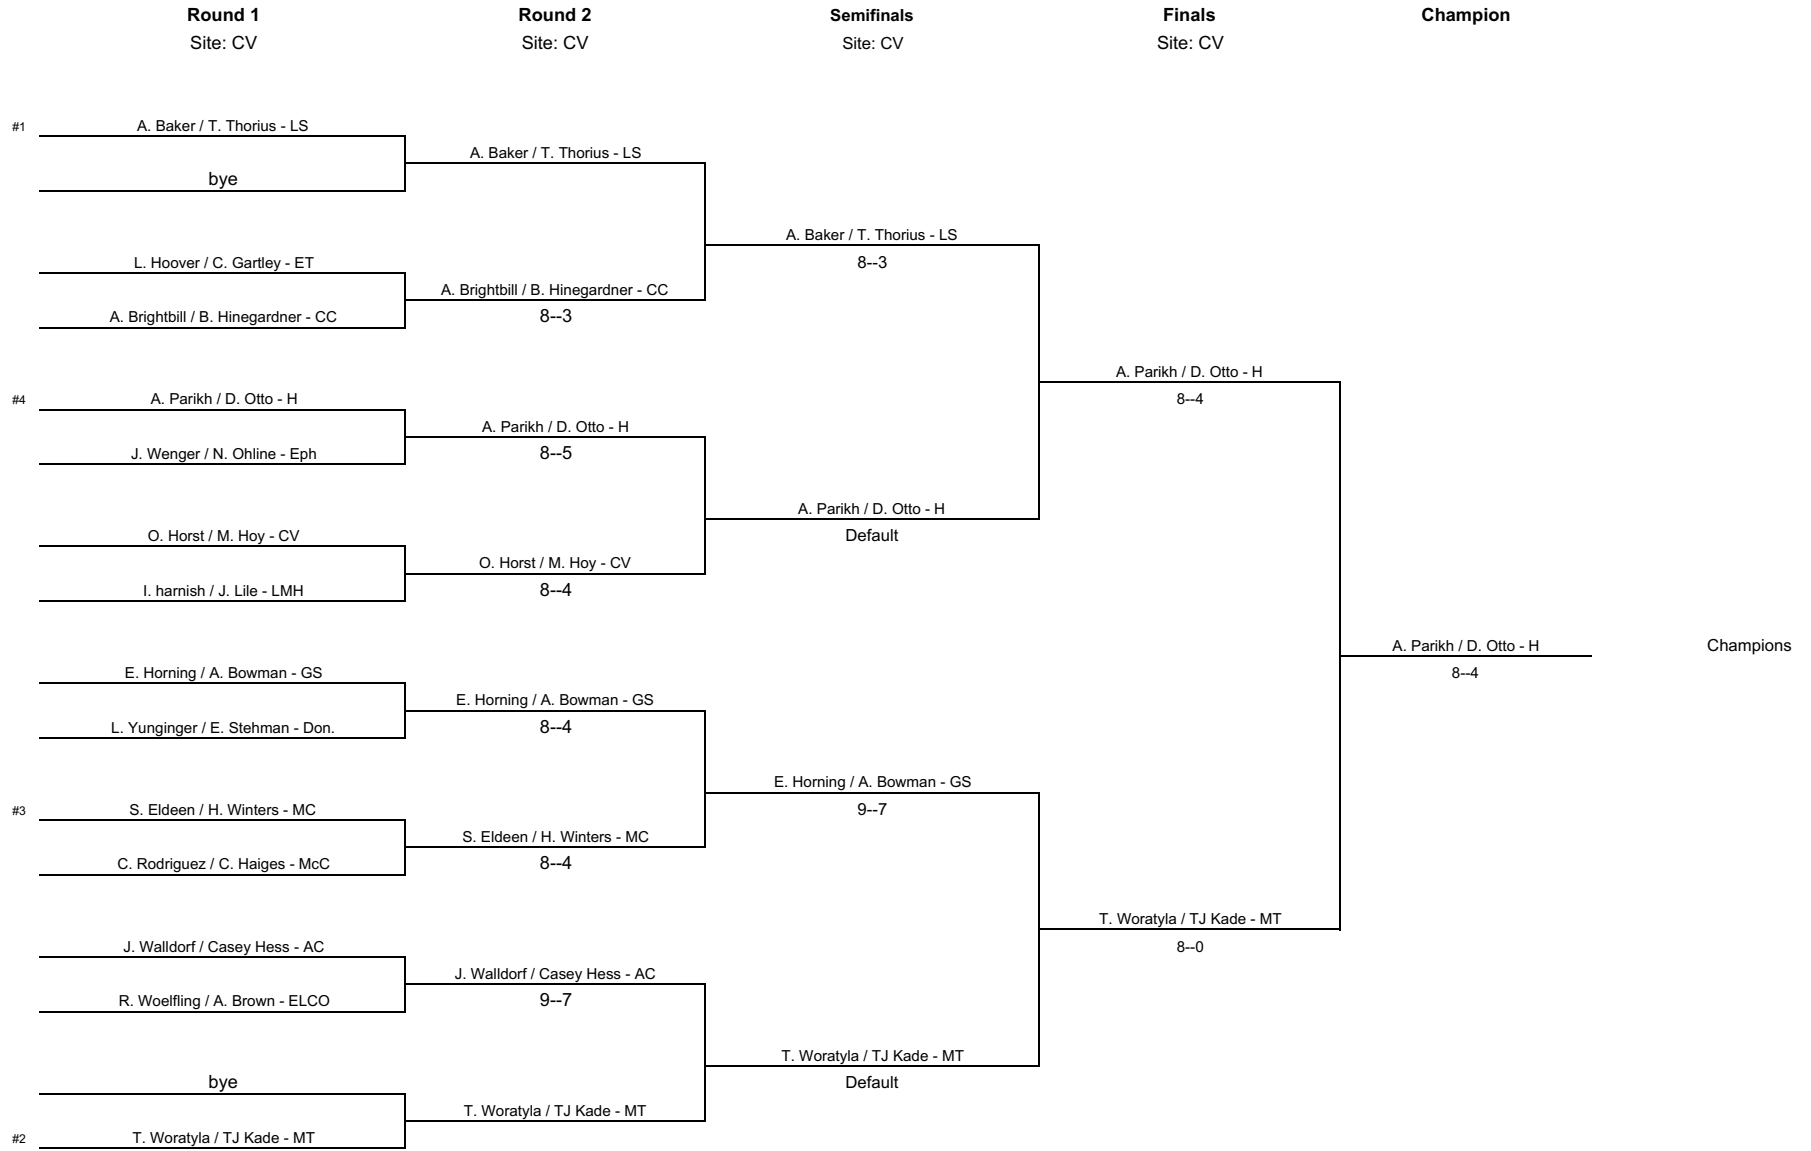 Round 1
Round 2
Semifinals
Finals
Champion
Site: CV
Site: CV
Site: CV
Site: CV
#1
A. Baker / T. Thorius - LS
A. Baker / T. Thorius - LS
bye
A. Baker / T. Thorius - LS
8--3
L. Hoover / C. Gartley - ET
A. Brightbill / B. Hinegardner - CC
8--3
A. Brightbill / B. Hinegardner - CC
A. Parikh / D. Otto - H
8--4
#4
A. Parikh / D. Otto - H
A. Parikh / D. Otto - H
8--5
J. Wenger / N. Ohline - Eph
A. Parikh / D. Otto - H
Default
O. Horst / M. Hoy - CV
O. Horst / M. Hoy - CV
8--4
I. harnish / J. Lile - LMH
A. Parikh / D. Otto - H
8--4
Champions
E. Horning / A. Bowman - GS
E. Horning / A. Bowman - GS
8--4
L. Yunginger / E. Stehman - Don.
E. Horning / A. Bowman - GS
9--7
#3
S. Eldeen / H. Winters - MC
S. Eldeen / H. Winters - MC
8--4
C. Rodriguez / C. Haiges - McC
T. Woratyla / TJ Kade - MT
8--0
J. Walldorf / Casey Hess - AC
J. Walldorf / Casey Hess - AC
9--7
R. Woelfling / A. Brown - ELCO
T. Woratyla / TJ Kade - MT
Default
bye
T. Woratyla / TJ Kade - MT
#2
T. Woratyla / TJ Kade - MT